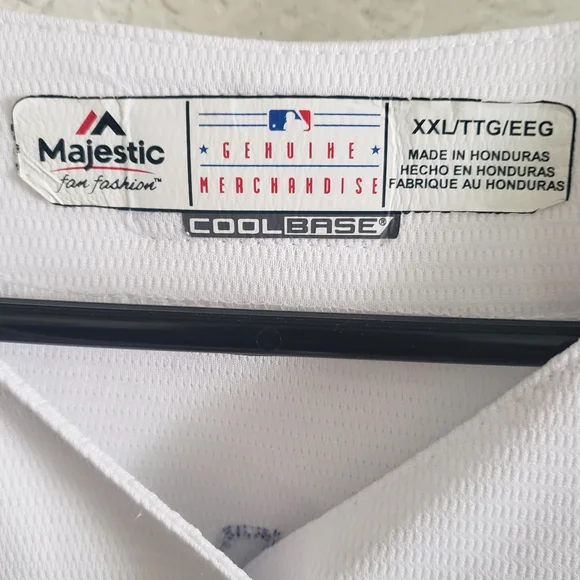 Majestic
fan fashion™
GENUINE
MERCHANDISE
XXL/TTG/EEG
MADE IN HONDURAS
HECHO EN HONDURAS
FABRIQUE AU HONDURAS
COOLBASE®